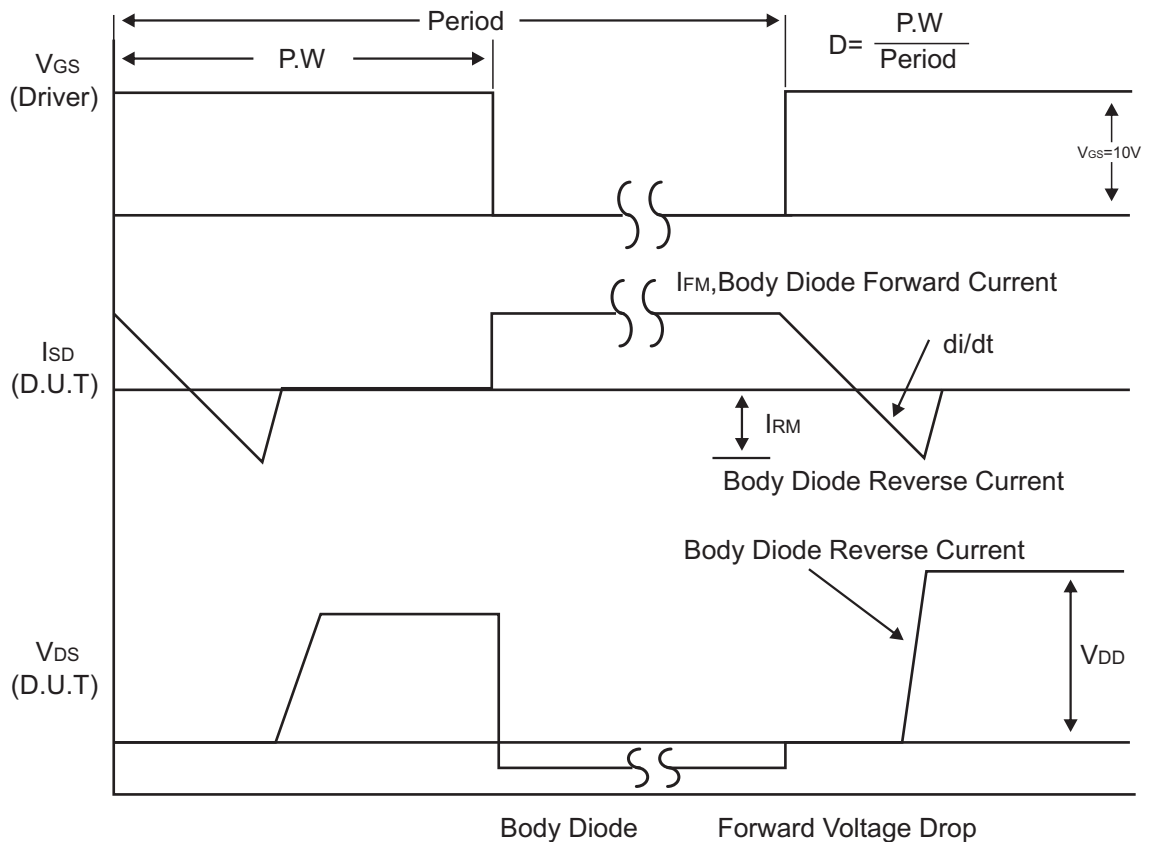 Period
P.W
D= P.W
Period
VGS
(Driver)
VGS=10V
IFM,Body Diode Forward Current
ISD
(D.U.T)
di/dt
IRM
Body Diode Reverse Current
Body Diode Reverse Current
VDS
(D.U.T)
VDD
Body Diode Forward Voltage Drop